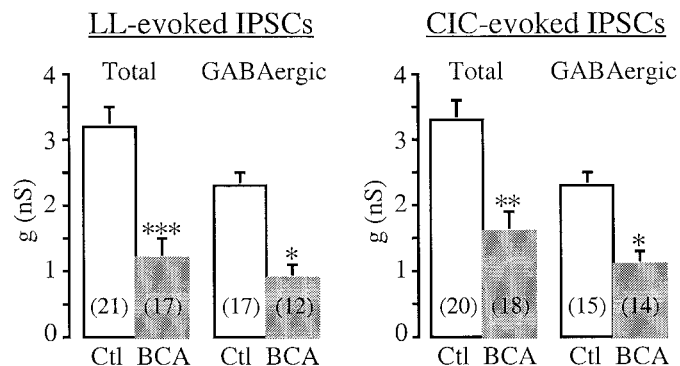 LL-evoked IPSCs
CIC-evoked IPSCs
Total
GABAergic
Total
GABAergic
4
3
2
1
0
g (nS)
***
*
(21)
(17)
(17)
(12)
Ctl
BCA
Ctl
BCA
4
3
2
1
0
g (nS)
**
*
(20)
(18)
(15)
(14)
Ctl
BCA
Ctl
BCA